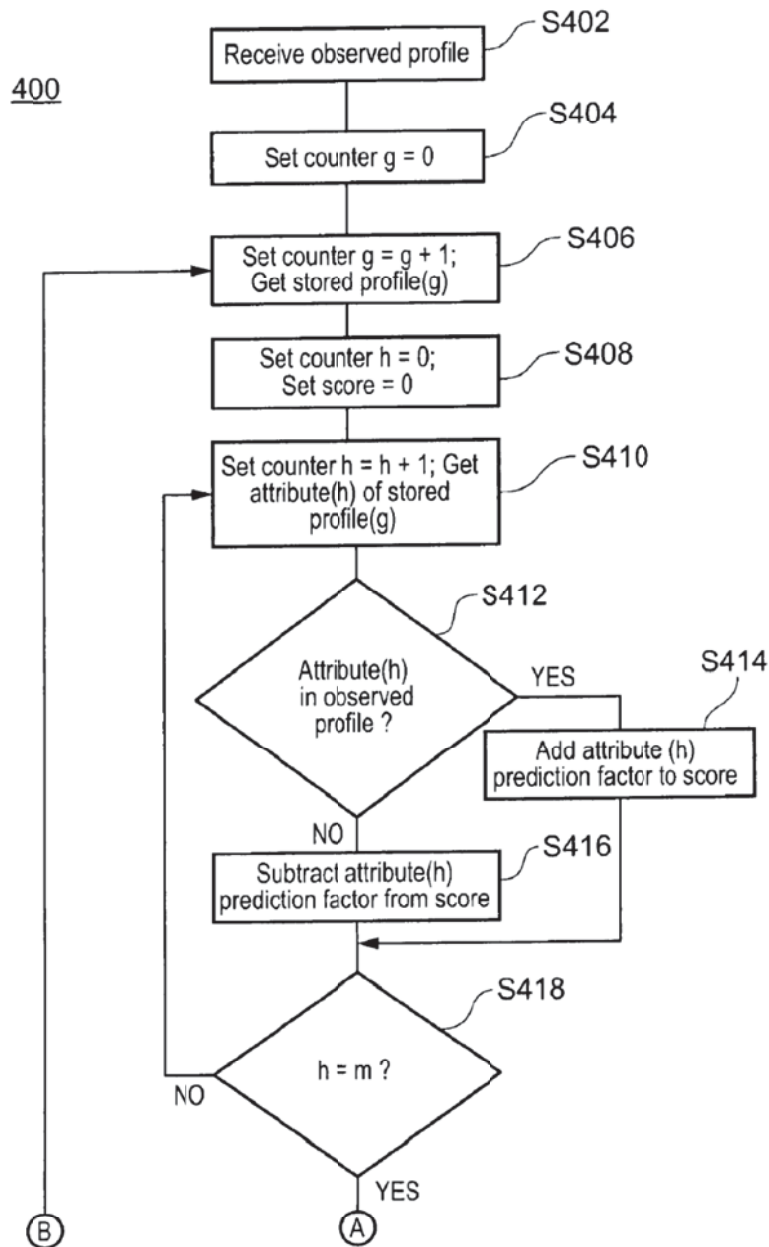 400
Receive observed profile
S402
Set counter g = 0
S404
Set counter g = g + 1;
Get stored profile(g)
S406
Set counter h = 0;
Set score = 0
S408
Set counter h = h + 1; Get
attribute(h) of stored
profile(g)
S410
Attribute(h)
in observed
profile ?
S412
YES
S414
Add attribute (h)
prediction factor to score
NO
S416
Subtract attribute(h)
prediction factor from score
S418
h = m ?
NO
YES
B
A